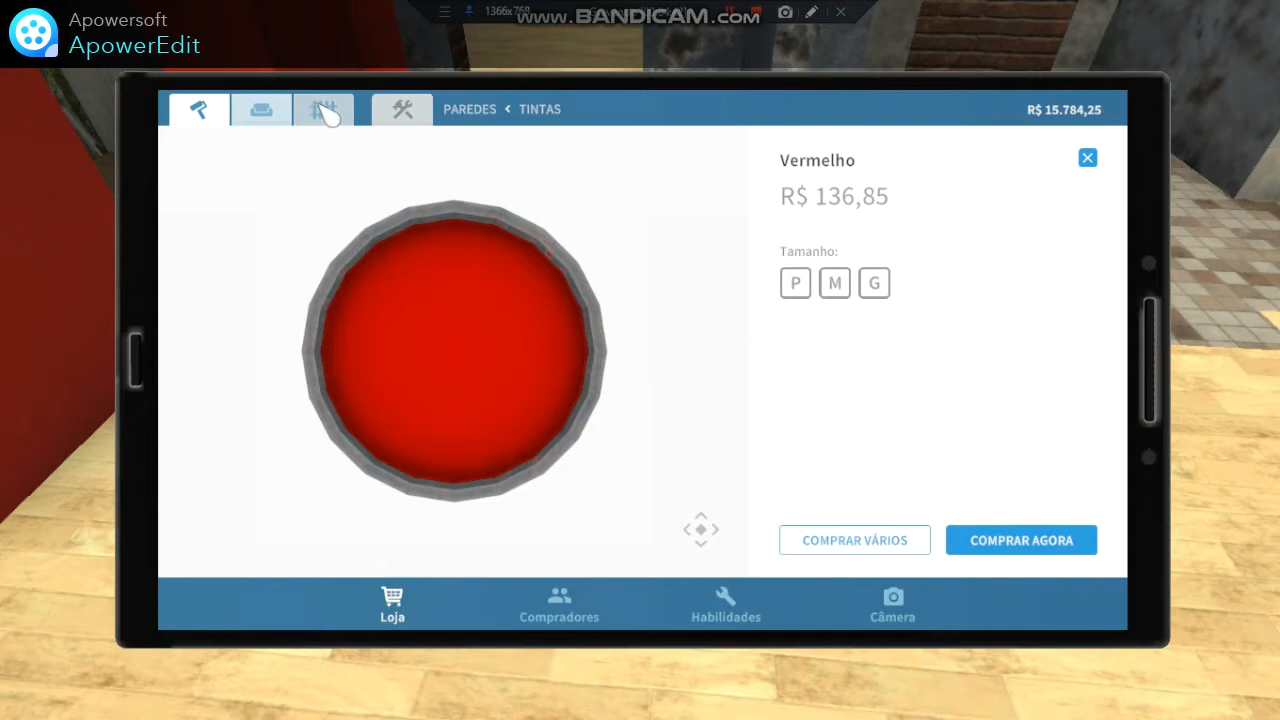 Apowersoft
ApowerEdit
1366x768
www.BANDICAM.com
PAREDES < TINTAS
R$ 15.784,25
Vermelho
R$ 136,85
Tamanho:
P M G
COMPRAR VÁRIOS
COMPRAR AGORA
Loja
Compradores
Habilidades
Câmera